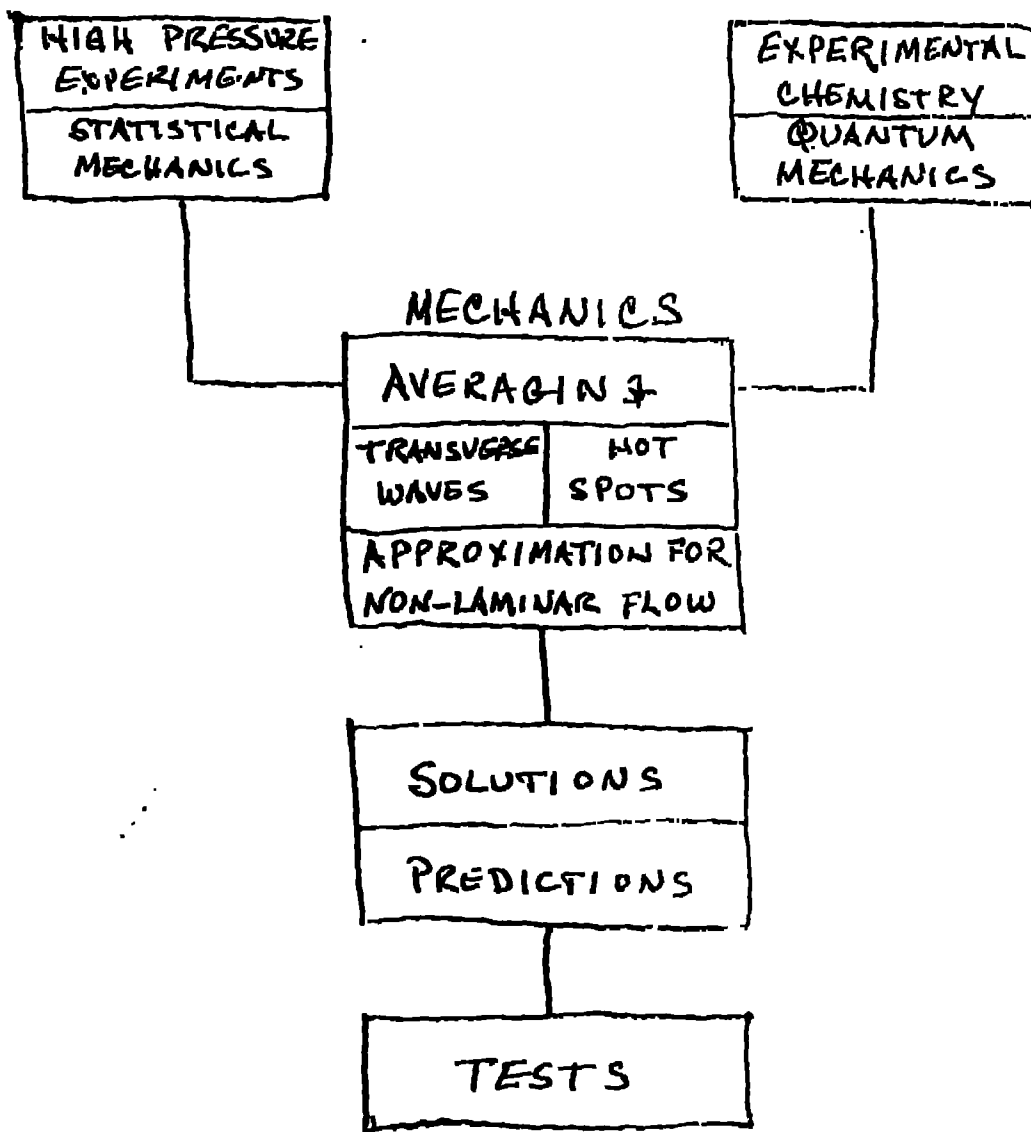 HIGH PRESSURE
EXPERIMENTS
STATISTICAL
MECHANICS
EXPERIMENTAL
CHEMISTRY
QUANTUM
MECHANICS
MECHANICS
AVERAGING
TRANSVERSE
WAVES
HOT
SPOTS
APPROXIMATION FOR
NON-LAMINAR FLOW
SOLUTIONS
PREDICTIONS
TESTS